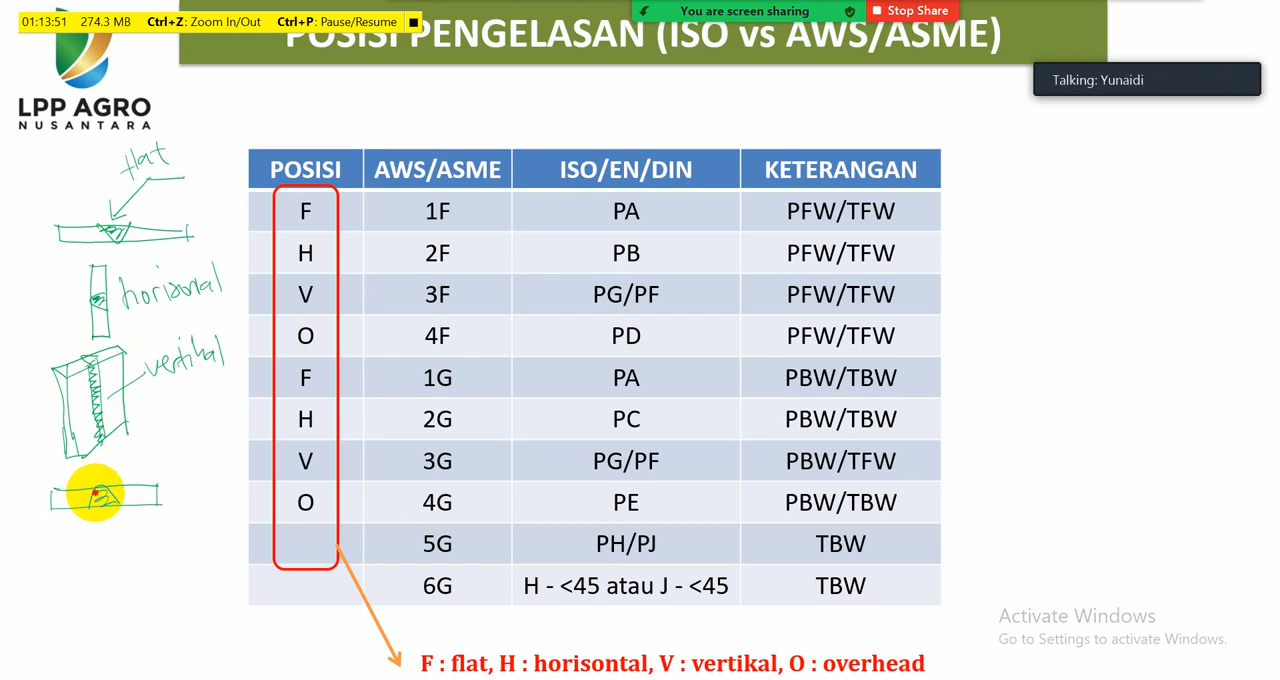 01:13:51 274.3 MB Ctrl+Z: Zoom In/Out Ctrl+P: Pause/Resume
You are screen sharing Stop Share
POSISI PENGELASAN (ISO vs AWS/ASME)
Talking: Yunaidi
LPP AGRO
NUSANTARA
flat
horisonal
vertikal
POSISI AWS/ASME ISO/EN/DIN KETERANGAN
F 1F PA PFW/TFW
H 2F PB PFW/TFW
V 3F PG/PF PFW/TFW
O 4F PD PFW/TFW
F 1G PA PBW/TBW
H 2G PC PBW/TBW
V 3G PG/PF PBW/TFW
O 4G PE PBW/TBW
5G PH/PJ TBW
6G H - <45 atau J - <45 TBW
F : flat, H : horisontal, V : vertikal, O : overhead
Activate Windows
Go to Settings to activate Windows.